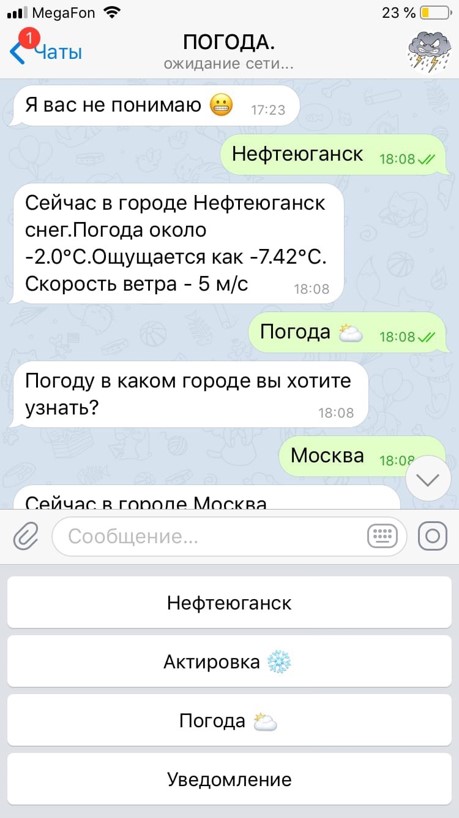 MegaFon 23 %
1
Чаты
ПОГОДА.
ожидание сети...
Я вас не понимаю 😬 17:23
Нефтеюганск 18:08
Сейчас в городе Нефтеюганск
снег.Погода около
-2.0°C.Ощущается как -7.42°C.
Скорость ветра - 5 м/с 18:08
Погода 🌥️ 18:08
Погоду в каком городе вы хотите
узнать? 18:08
Москва 18:08
Сейчас в городе Москва
Сообщение...
Нефтеюганск
Актировка ❄️
Погода 🌥️
Уведомление